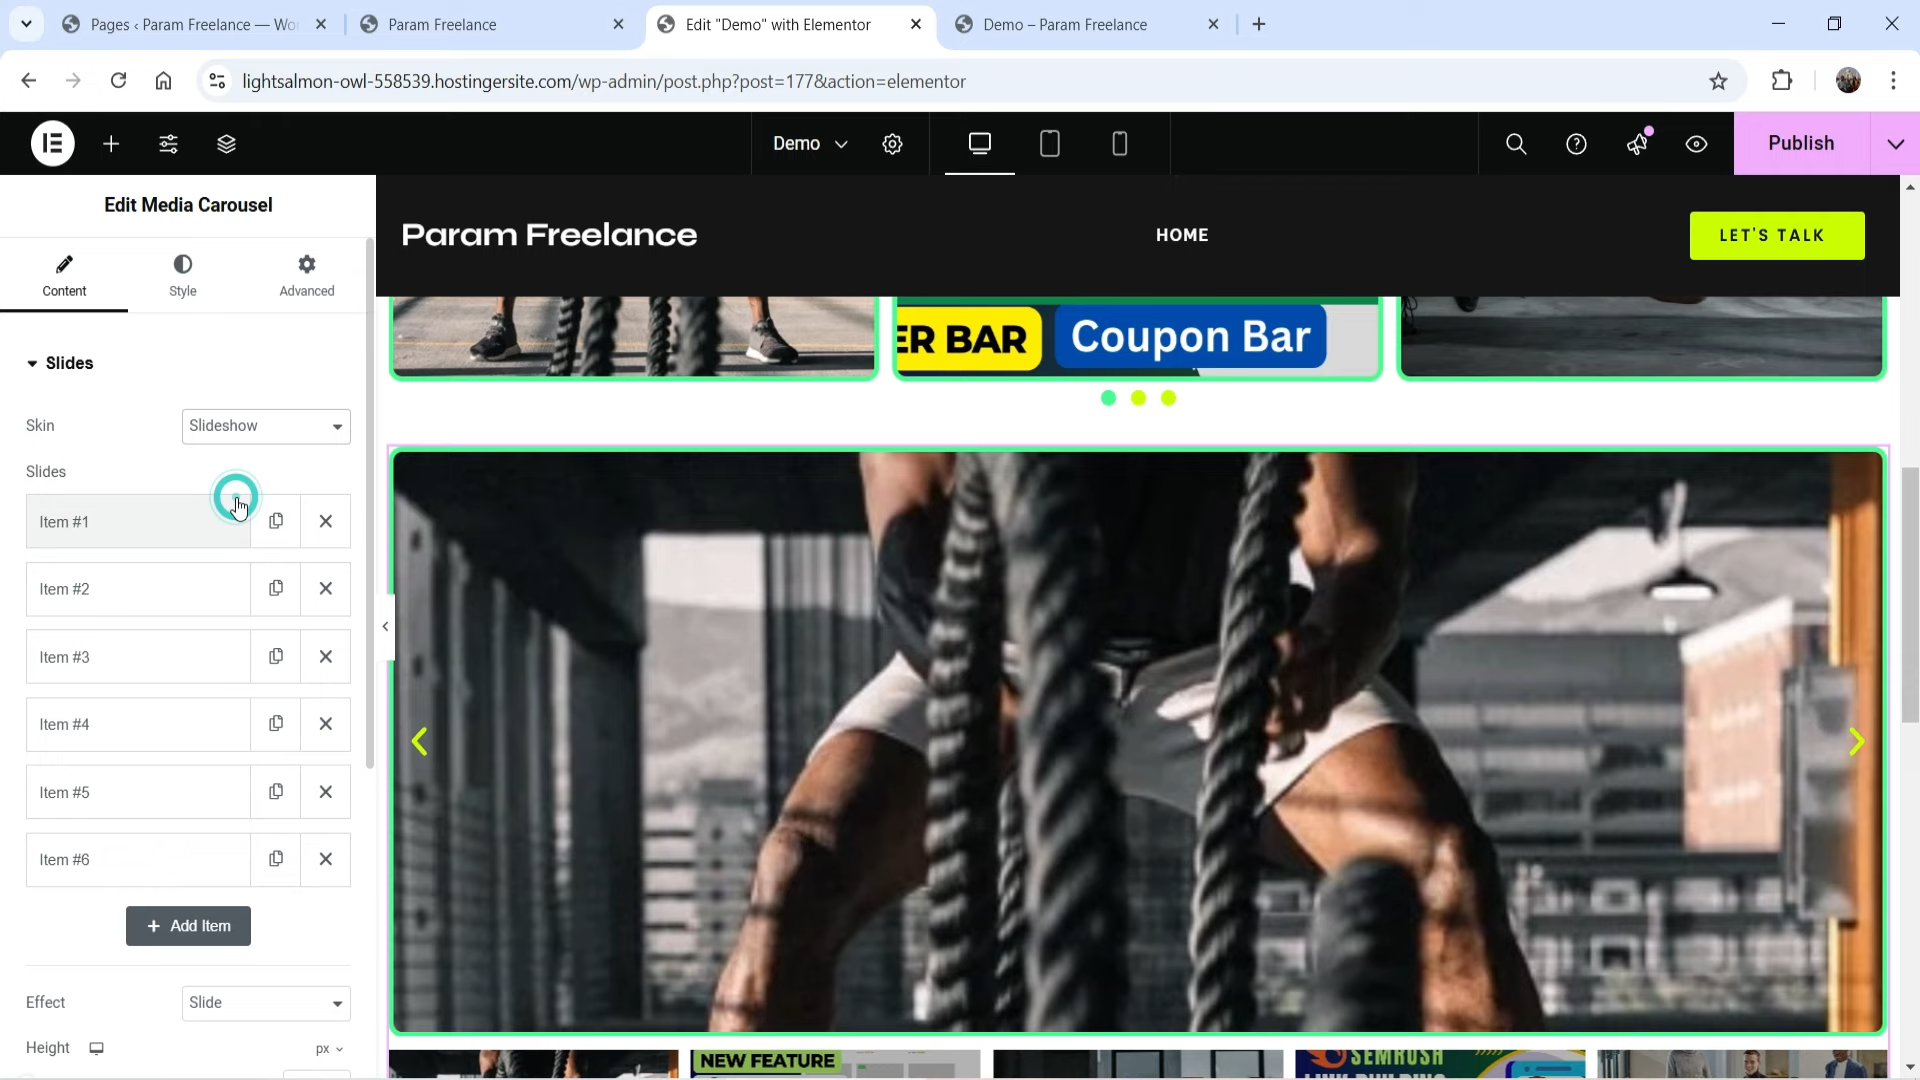 Pages ‹ Param Freelance — Wo
Param Freelance
Edit "Demo" with Elementor
Demo – Param Freelance
lightsalmon-owl-558539.hostingersite.com/wp-admin/post.php?post=177&action=elementor
Demo
Publish
Edit Media Carousel
Content
Style
Advanced
Param Freelance
HOME
LET'S TALK
ER BAR
Coupon Bar
Slides
Skin
Slideshow
Slides
Item #1
Item #2
Item #3
Item #4
Item #5
Item #6
+ Add Item
Effect
Slide
Height
px
NEW FEATURE
SEMRUSH
LINK BUILDING